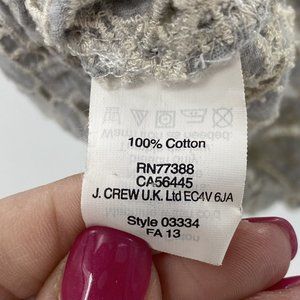 100% Cotton
RN77388
CA56445
J. CREW U.K. Ltd EC4V 6JA
Style 03334
FA 13